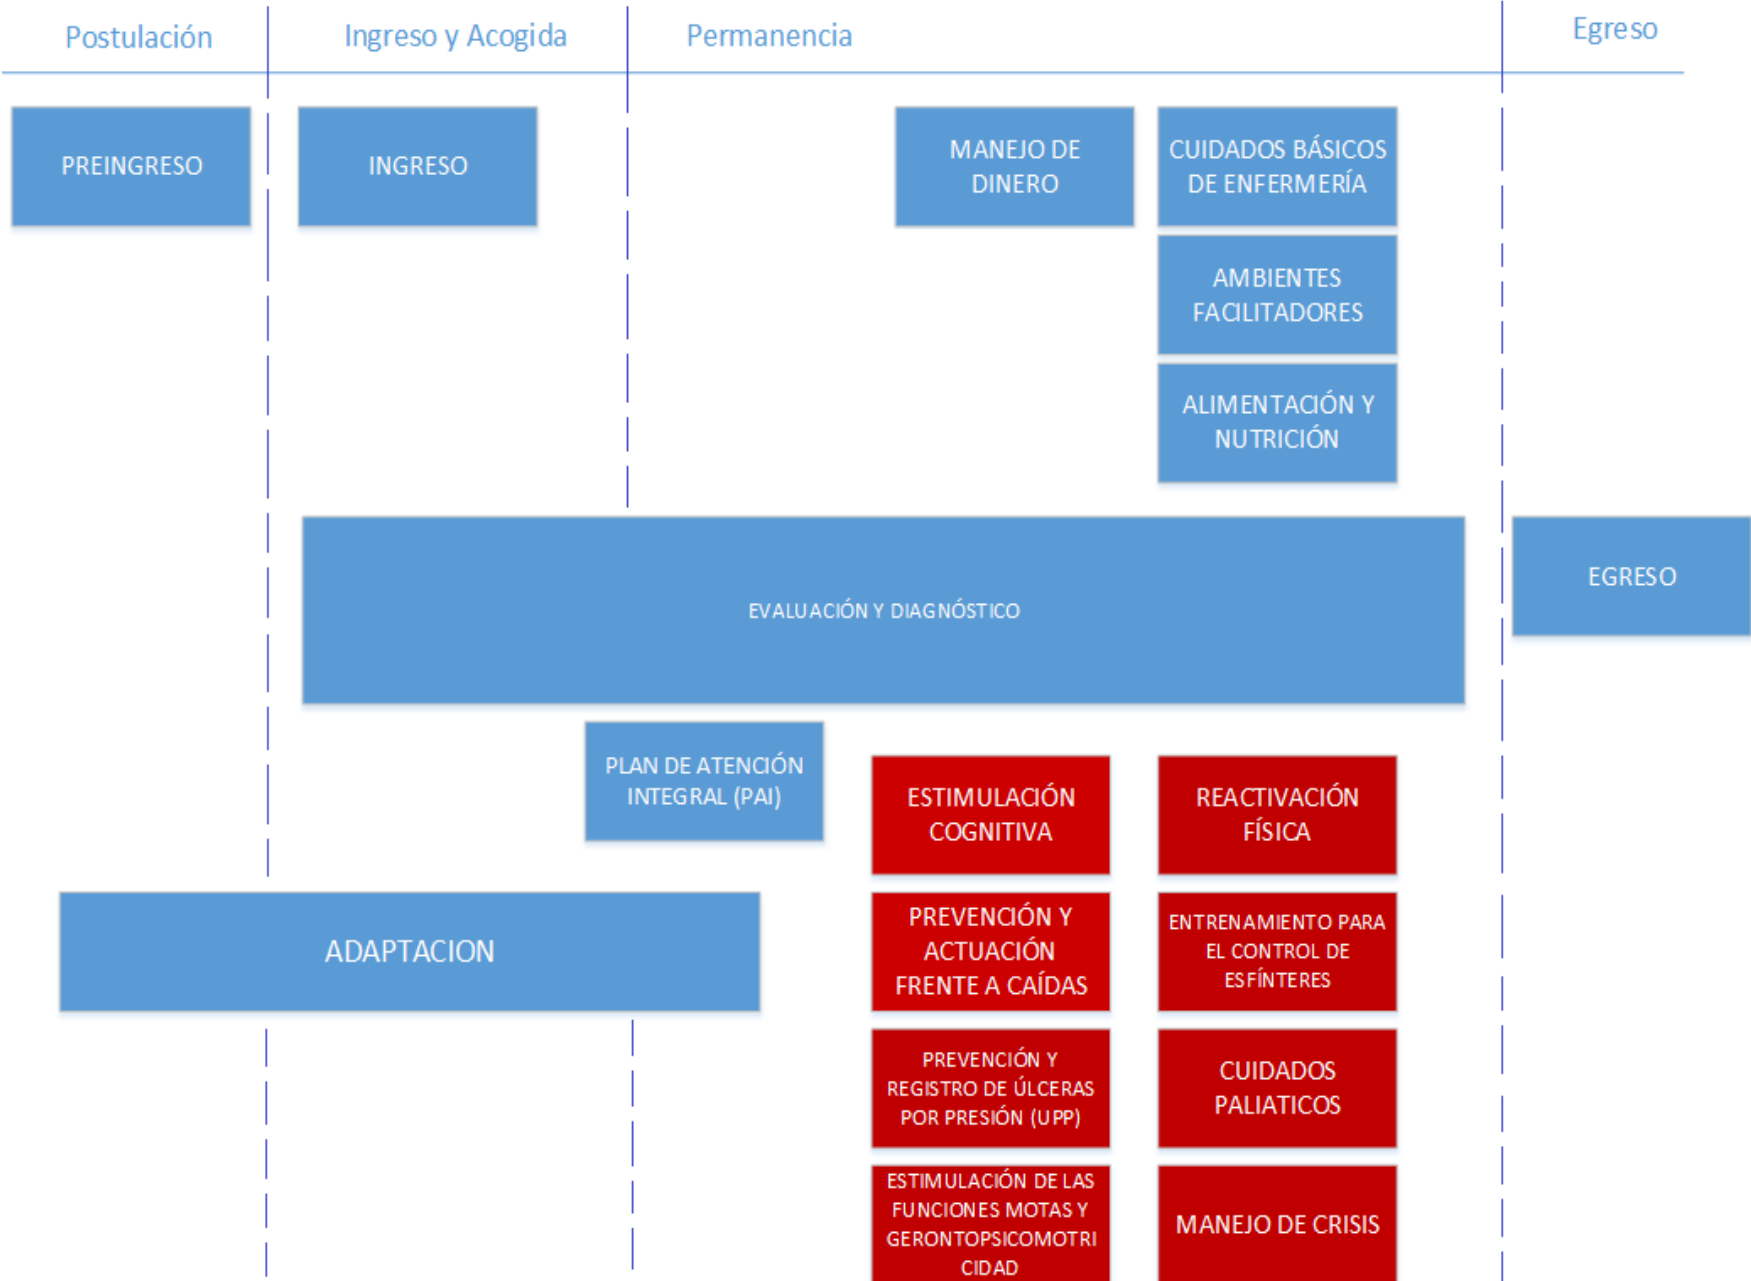 Postulación
Ingreso y Acogida
Permanencia
Egreso
PREINGRESO
INGRESO
MANEJO DE
DINERO
CUIDADOS BÁSICOS
DE ENFERMERÍA
AMBIENTES
FACILITADORES
ALIMENTACIÓN Y
NUTRICIÓN
EVALUACIÓN Y DIAGNÓSTICO
EGRESO
PLAN DE ATENCIÓN
INTEGRAL (PAI)
ESTIMULACIÓN
COGNITIVA
REACTIVACIÓN
FÍSICA
ADAPTACION
PREVENCIÓN Y
ACTUACIÓN
FRENTE A CAÍDAS
ENTRENAMIENTO PARA
EL CONTROL DE
ESFÍNTERES
PREVENCIÓN Y
REGISTRO DE ÚLCERAS
POR PRESIÓN (UPP)
CUIDADOS
PALIATICOS
ESTIMULACIÓN DE LAS
FUNCIONES MOTAS Y
GERONTOPSICOMOTRI
CIDAD
MANEJO DE CRISIS